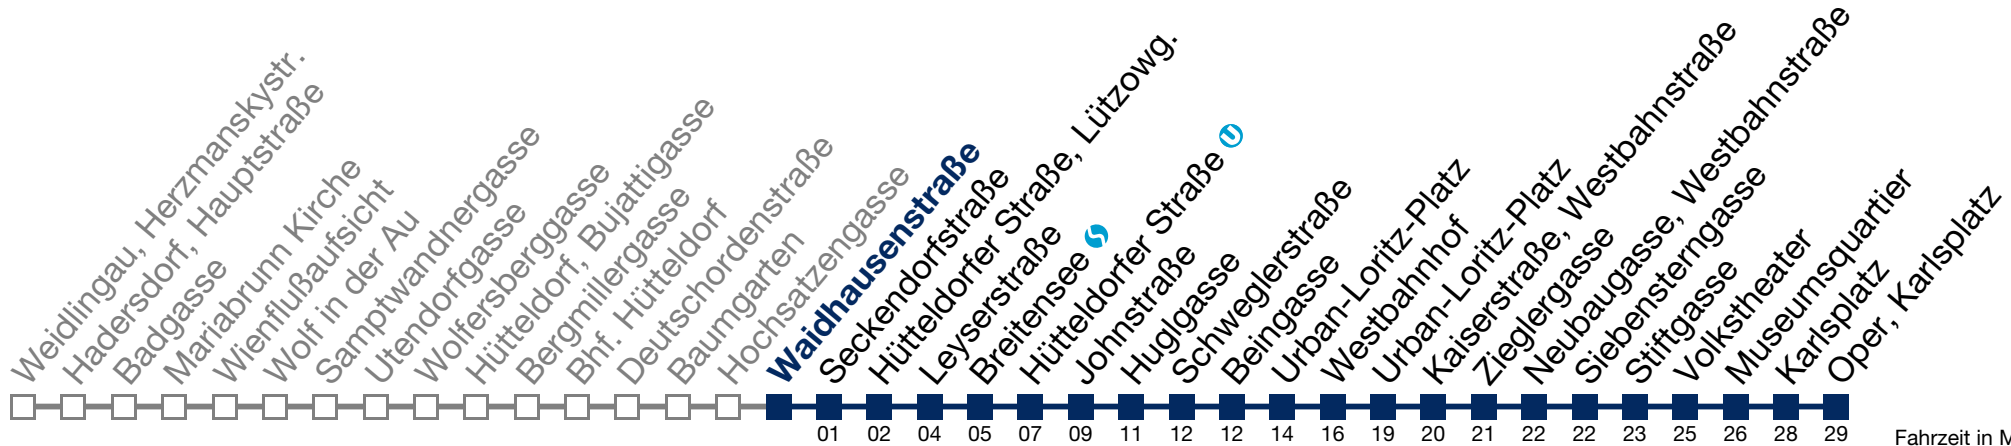 Weidlingau, Herzmanskystr.
Hadersdorf, Hauptstraße
Badgasse
Mariabrunn Kirche
Wienflußaufsicht
Wolf in der Au
Samptwandnergasse
Utendorfgasse
Wolfersberggasse
Hütteldorf, Bujattigasse
Bergmillergasse
Bhf. Hütteldorf
Deutschordenstraße
Baumgarten
Hochsatzengasse
Waidhausenstraße
Seckendorfstraße
Hütteldorfer Straße, Lützowg.
Leyserstraße
Breitensee S
Hütteldorfer Straße U
Johnstraße
Huglgasse
Schweglerstraße
Beingasse
Urban-Loritz-Platz
Westbahnhof
Urban-Loritz-Platz
Kaiserstraße, Westbahnstraße
Zieglergasse
Neubaugasse, Westbahnstraße
Siebensterngasse
Stiftgasse
Volkstheater
Museumsquartier
Karlsplatz
Oper, Karlsplatz
01 02 04 05 07 09 11 12 12 14 16 19 20 21 22 22 23 25 26 28 29 Fahrzeit in M